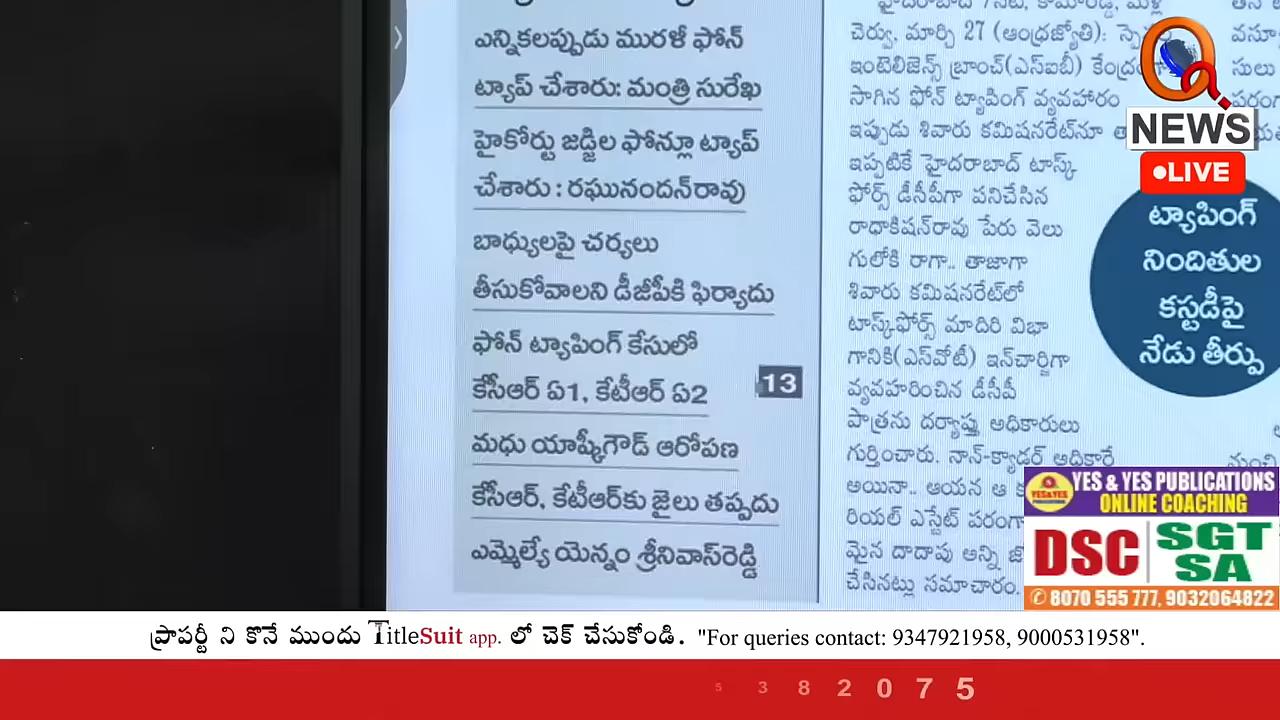 ఎన్నికలప్పుడు మురళీ ఫోన్
ట్యాప్ చేశారు: మంత్రి సురేఖ
హైకోర్టు జడ్జిల ఫోన్లూ ట్యాప్
చేశారు : రఘునందన్‌రావు
బాధ్యులపై చర్యలు
తీసుకోవాలని డీజీపీకి ఫిర్యాదు
ఫోన్ ట్యాపింగ్ కేసులో
కేసీఆర్ ఏ1, కేటీఆర్ ఏ2
మధు యాష్కీగౌడ్ ఆరోపణ
కేసీఆర్, కేటీఆర్‌కు జైలు తప్పదు
ఎమ్మెల్యే యెన్నం శ్రీనివాస్‌రెడ్డి
13
చెర్వు, మార్చి 27 (ఆంధ్రజ్యోతి):
ఇంటెలిజెన్స్ బ్రాంచ్(ఎస్ఐబీ)
సాగిన ఫోన్ ట్యాపింగ్ వ్యవహారం
ఇప్పుడు శివారు కమిషనరేట్‌నూ
ఇప్పటికే హైదరాబాద్ టాస్క్
ఫోర్స్ డీసీపీగా పనిచేసిన
రాధాకిషన్‌రావు పేరు వెలు
గులోకి రాగా.. తాజాగా
శివారు కమిషనరేట్‌లో
టాస్క్‌ఫోర్స్ మాదిరి విభా
గానికి(ఎస్‌వోటీ) ఇన్‌చార్జిగా
వ్యవహరించిన డీసీపీ
పాత్రను దర్యాప్తు అధికారులు
గుర్తించారు. నాన్-క్యాడర్ అధికారే
అయినా.. ఆయన ఆ
రియల్ ఎస్టేట్ పరంగా
మైన దాదాపు అన్ని
చేసినట్లు సమాచారం.
ట్యాపింగ్
నిందితుల
కస్టడీపై
నేడు తీర్పు
Q
NEWS
LIVE
YES & YES PUBLICATIONS
ONLINE COACHING
YES&YES
DSC
SGT
SA
8070 555 777, 9032064822
ప్రాపర్టీ ని కొనే ముందు TitleSuit app. లో చెక్ చేసుకోండి. "For queries contact: 9347921958, 9000531958".
5 3 8 2 0 7 5